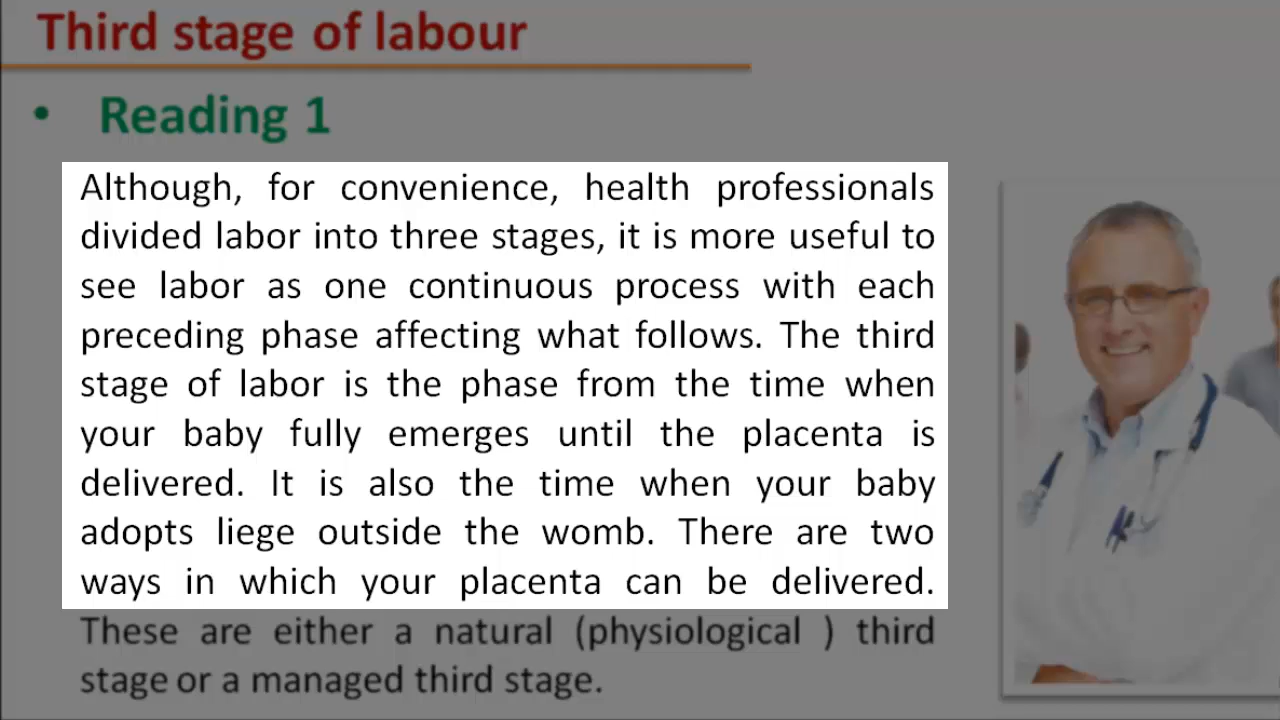 Third stage of labour
• Reading 1
Although, for convenience, health professionals
divided labor into three stages, it is more useful to
see labor as one continuous process with each
preceding phase affecting what follows. The third
stage of labor is the phase from the time when
your baby fully emerges until the placenta is
delivered. It is also the time when your baby
adopts liege outside the womb. There are two
ways in which your placenta can be delivered.
These are either a natural (physiological ) third
stage or a managed third stage.